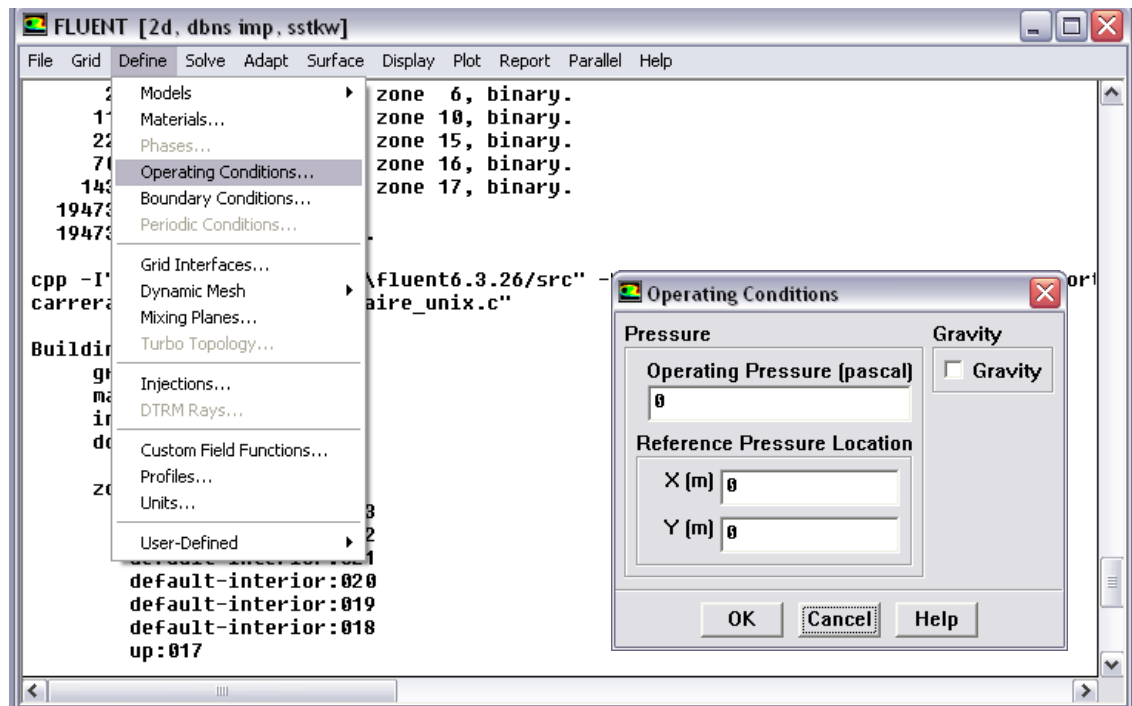 FLUENT [2d, dbns imp, sstkw]
File Grid Define Solve Adapt Surface Display Plot Report Parallel Help
zone 6, binary.
zone 10, binary.
zone 15, binary.
zone 16, binary.
zone 17, binary.
19473
19473
cpp -I" \fluent6.3.26/src" -
carrera aire_unix.c"
Buildin
default-interior:020
default-interior:019
default-interior:018
up:017
Models
Materials...
Phases...
Operating Conditions...
Boundary Conditions...
Periodic Conditions...
Grid Interfaces...
Dynamic Mesh
Mixing Planes...
Turbo Topology...
Injections...
DTRM Rays...
Custom Field Functions...
Profiles...
Units...
User-Defined
Operating Conditions
Pressure
Operating Pressure (pascal)
0
Reference Pressure Location
X (m) 0
Y (m) 0
Gravity
Gravity
OK Cancel Help